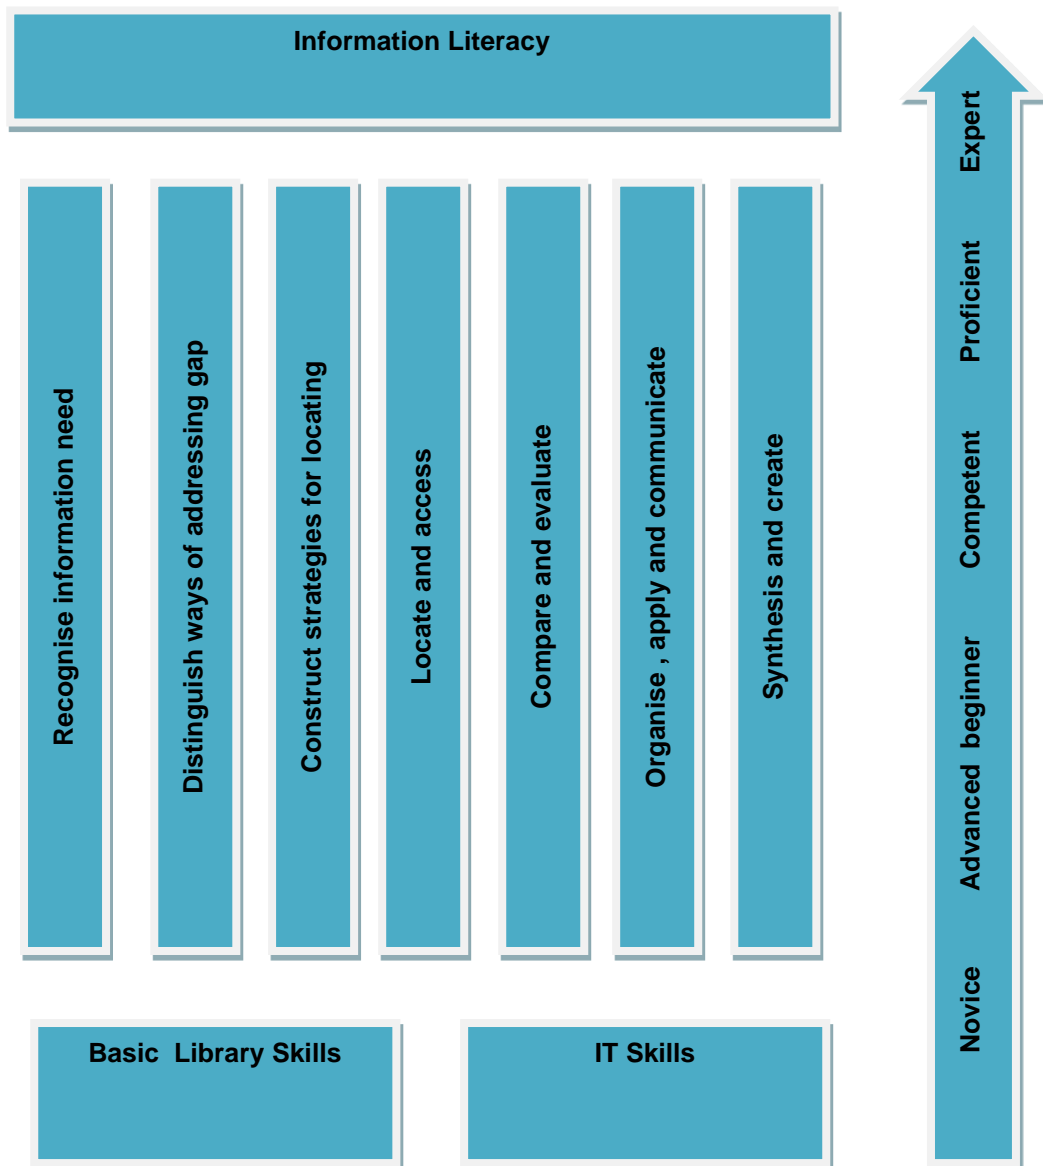 Information Literacy
Recognise information need
Distinguish ways of addressing gap
Construct strategies for locating
Locate and access
Compare and evaluate
Organise , apply and communicate
Synthesis and create
Basic  Library Skills
IT Skills
Novice     Advanced  beginner     Competent     Proficient     Expert